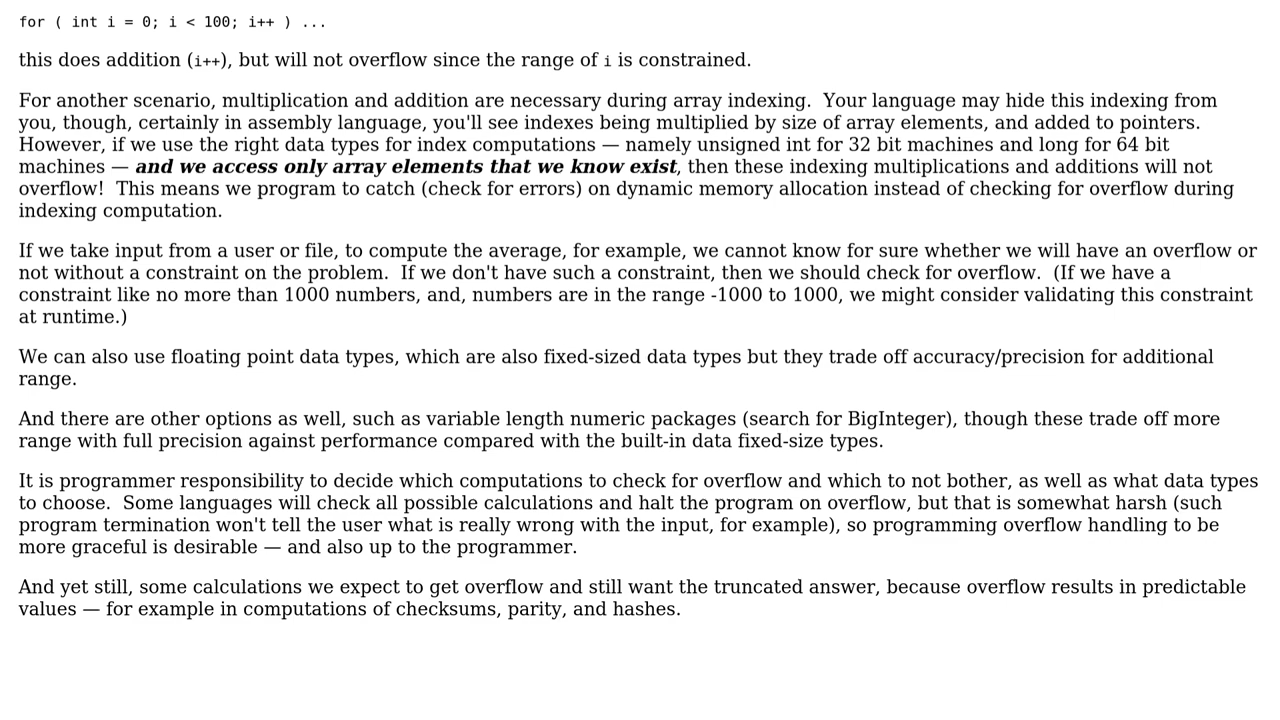 for ( int i = 0; i < 100; i++ ) ...
this does addition (i++), but will not overflow since the range of i is constrained.
For another scenario, multiplication and addition are necessary during array indexing.  Your language may hide this indexing from
you, though, certainly in assembly language, you'll see indexes being multiplied by size of array elements, and added to pointers.
However, if we use the right data types for index computations — namely unsigned int for 32 bit machines and long for 64 bit
machines — and we access only array elements that we know exist, then these indexing multiplications and additions will not
overflow!  This means we program to catch (check for errors) on dynamic memory allocation instead of checking for overflow during
indexing computation.
If we take input from a user or file, to compute the average, for example, we cannot know for sure whether we will have an overflow or
not without a constraint on the problem.  If we don't have such a constraint, then we should check for overflow.  (If we have a
constraint like no more than 1000 numbers, and, numbers are in the range -1000 to 1000, we might consider validating this constraint
at runtime.)
We can also use floating point data types, which are also fixed-sized data types but they trade off accuracy/precision for additional
range.
And there are other options as well, such as variable length numeric packages (search for BigInteger), though these trade off more
range with full precision against performance compared with the built-in data fixed-size types.
It is programmer responsibility to decide which computations to check for overflow and which to not bother, as well as what data types
to choose.  Some languages will check all possible calculations and halt the program on overflow, but that is somewhat harsh (such
program termination won't tell the user what is really wrong with the input, for example), so programming overflow handling to be
more graceful is desirable — and also up to the programmer.
And yet still, some calculations we expect to get overflow and still want the truncated answer, because overflow results in predictable
values — for example in computations of checksums, parity, and hashes.